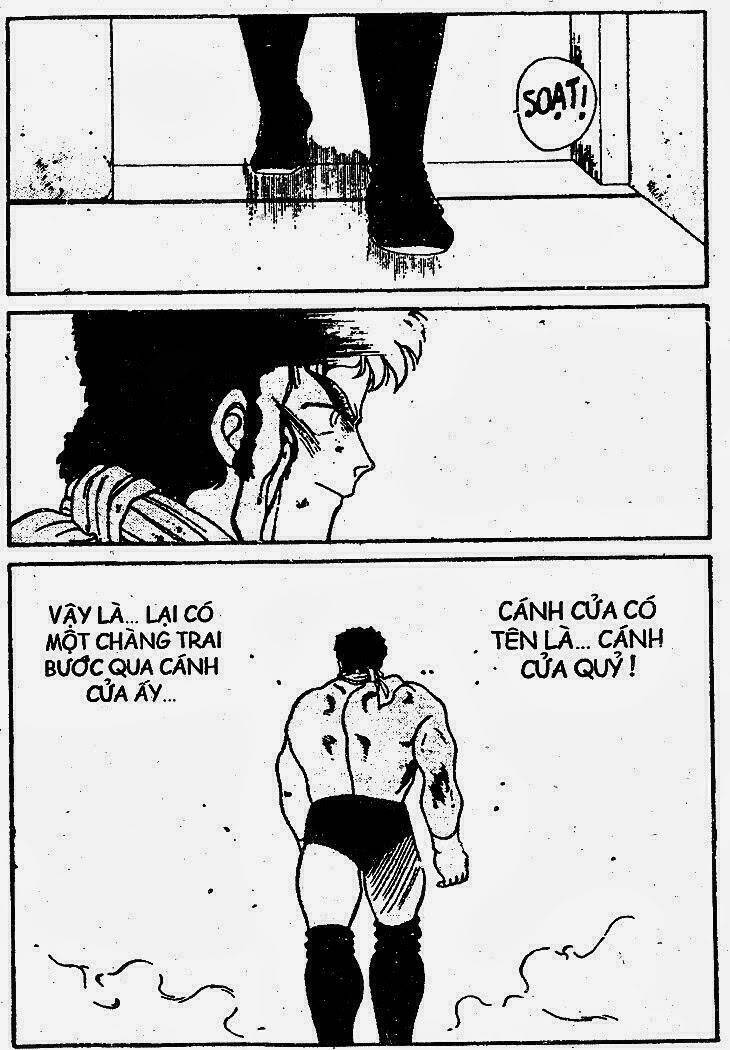 SOẠT!
VẬY LÀ... LẠI CÓ
MỘT CHÀNG TRAI
BƯỚC QUA CÁNH
CỬA ẤY...
CÁNH CỬA CÓ
TÊN LÀ... CÁNH
CỬA QUỶ!